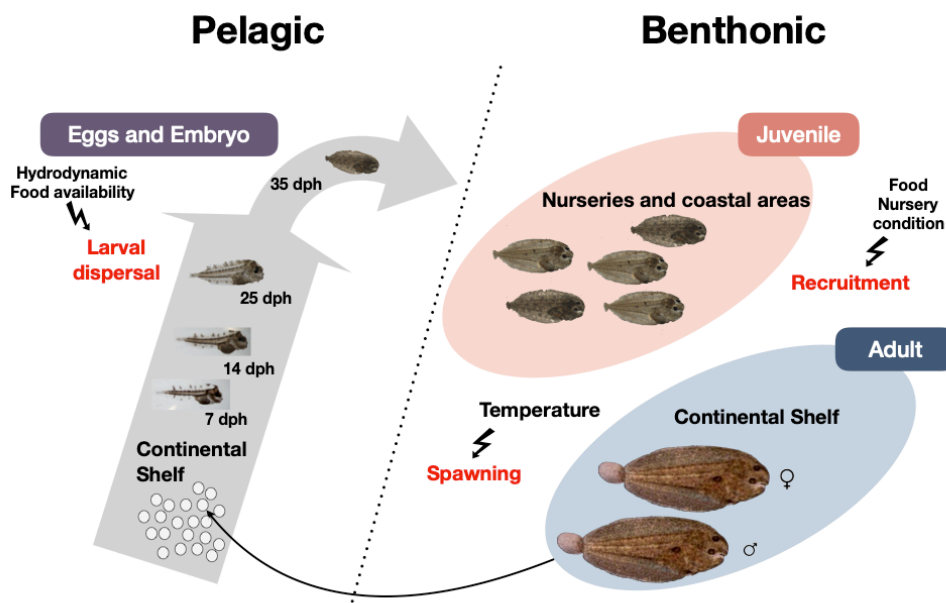 Pelagic
Benthonic
Eggs and Embryo
Hydrodynamic
Food availability
Larval
dispersal
35 dph
25 dph
14 dph
7 dph
Continental
Shelf
Juvenile
Nurseries and coastal areas
Food
Nursery
condition
Recruitment
Adult
Temperature
Spawning
Continental Shelf
♀
♂